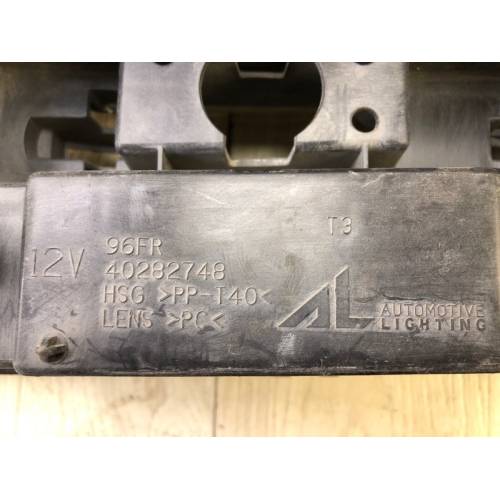 T3
12V
96FR
40282748
HSG >PP-T40<
LENS >PC<
AL
AUTOMOTIVE
LIGHTING